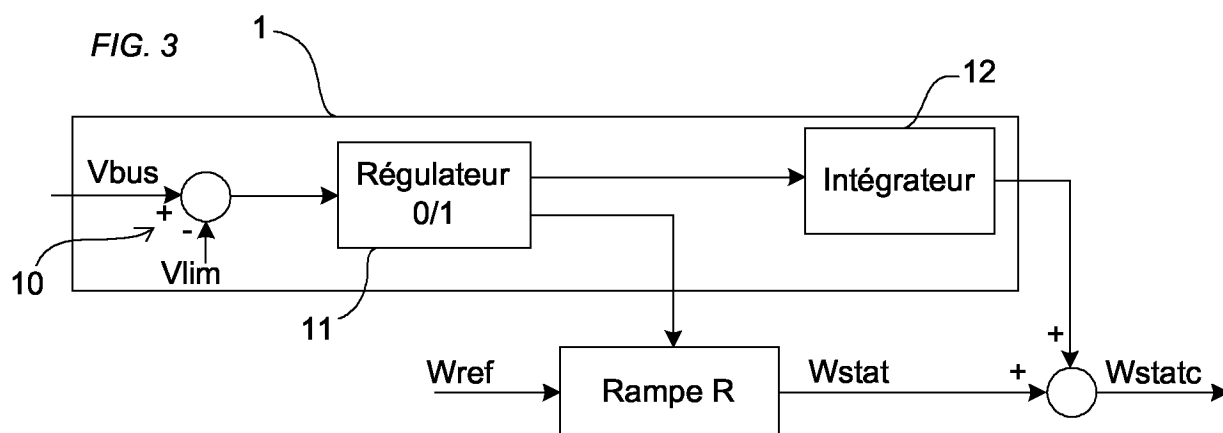 FIG. 3
1
12
Vbus
+
-
Vlim
10
Régulateur
0/1
11
Intégrateur
Wref
Rampe R
Wstat
+
+
Wstatc